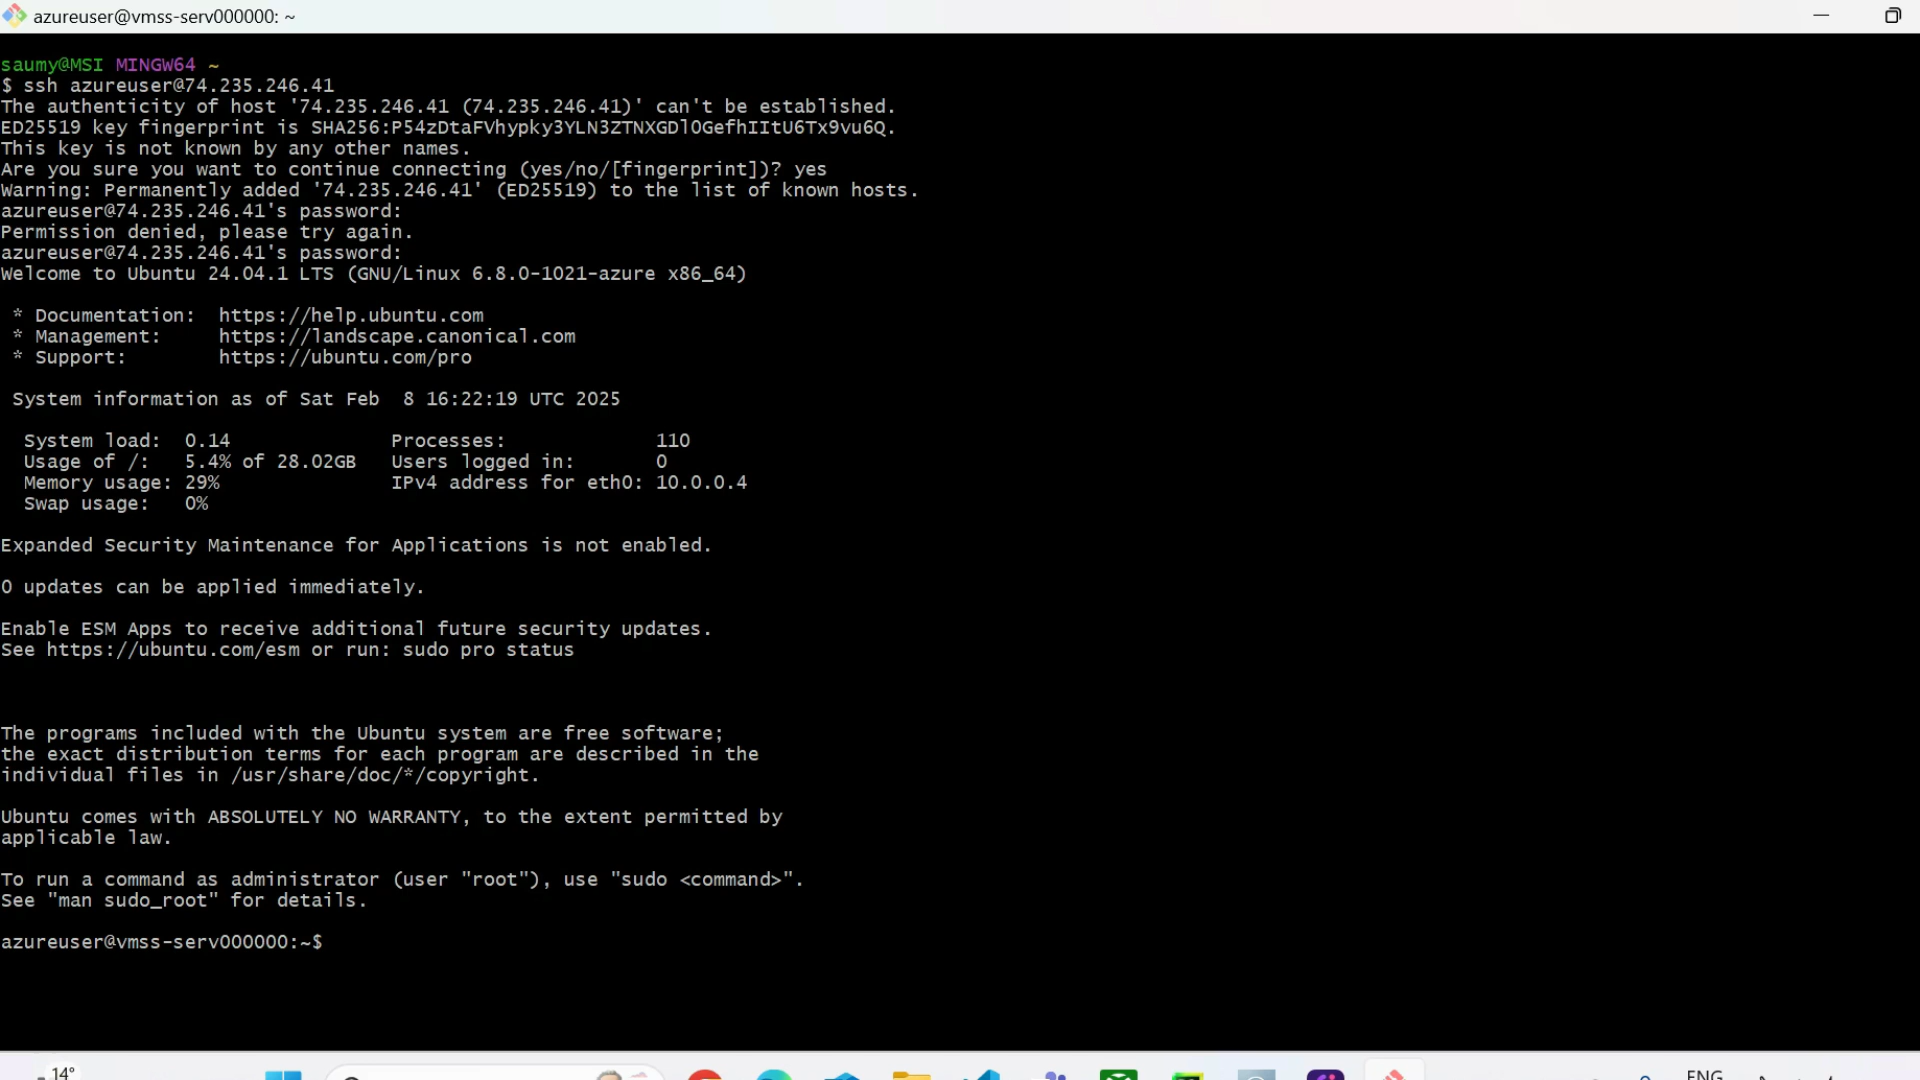 azureuser@vmss-serv000000: ~
saumy@MSI MINGW64 ~
$ ssh azureuser@74.235.246.41
The authenticity of host '74.235.246.41 (74.235.246.41)' can't be established.
ED25519 key fingerprint is SHA256:P54zDtaFVhypky3YLN3ZTNXGDlOGefhIItU6Tx9vu6Q.
This key is not known by any other names.
Are you sure you want to continue connecting (yes/no/[fingerprint])? yes
Warning: Permanently added '74.235.246.41' (ED25519) to the list of known hosts.
azureuser@74.235.246.41's password:
Permission denied, please try again.
azureuser@74.235.246.41's password:
Welcome to Ubuntu 24.04.1 LTS (GNU/Linux 6.8.0-1021-azure x86_64)
* Documentation: https://help.ubuntu.com
* Management: https://landscape.canonical.com
* Support: https://ubuntu.com/pro
System information as of Sat Feb 8 16:22:19 UTC 2025
System load: 0.14 Processes: 110
Usage of /: 5.4% of 28.02GB Users logged in: 0
Memory usage: 29% IPv4 address for eth0: 10.0.0.4
Swap usage: 0%
Expanded Security Maintenance for Applications is not enabled.
0 updates can be applied immediately.
Enable ESM Apps to receive additional future security updates.
See https://ubuntu.com/esm or run: sudo pro status
The programs included with the Ubuntu system are free software;
the exact distribution terms for each program are described in the
individual files in /usr/share/doc/*/copyright.
Ubuntu comes with ABSOLUTELY NO WARRANTY, to the extent permitted by
applicable law.
To run a command as administrator (user "root"), use "sudo <command>".
See "man sudo_root" for details.
azureuser@vmss-serv000000:~$
14°
ENG